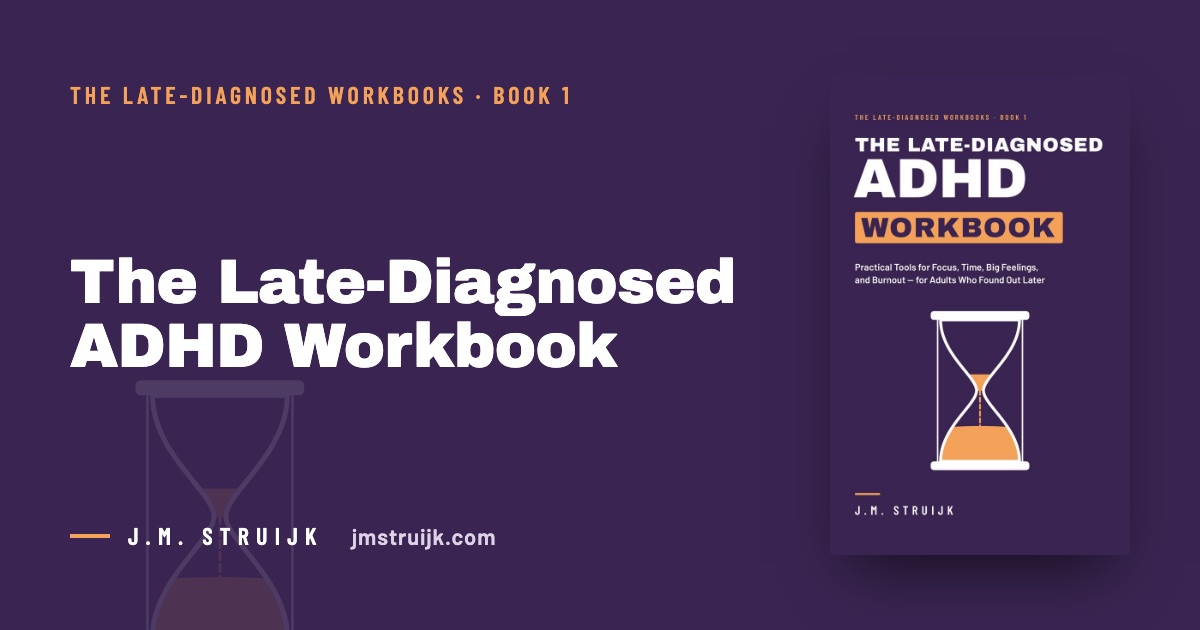 THE LATE-DIAGNOSED WORKBOOKS · BOOK 1
The Late-Diagnosed
ADHD Workbook
J.M. STRUIJK jmstruijk.com
THE LATE-DIAGNOSED WORKBOOKS · BOOK 1
THE LATE-DIAGNOSED
ADHD
WORKBOOK
Practical Tools for Focus, Time, Big Feelings,
and Burnout — for Adults Who Found Out Later
J.M. STRUIJK